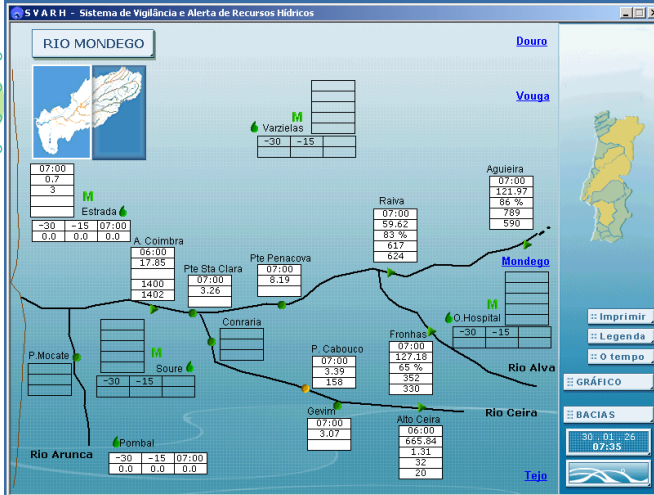 SVARH - Sistema de Vigilância e Alerta de Recursos Hídricos
RIO MONDEGO
Douro
Vouga
M
Varzielas
-30 -15
07:00
0.7
3
M
Estrada
-30 -15 07:00
0.0 0.0 0.0
Aguieira
07:00
121.97
86 %
789
590
Raiva
07:00
59.62
83 %
617
624
A. Coimbra
06:00
17.85
1400
1402
Pte Sta Clara
07:00
3.26
Pte Penacova
07:00
8.19
Mondego
M
O.Hospital
-30 -15
Conraria
Fronhas
07:00
127.18
65 %
352
330
P.Mocate
M
Soure
-30 -15
P. Cabouco
07:00
3.39
158
Rio Alva
Gevim
07:00
3.07
Alto Ceira
06:00
665.84
1.31
32
20
Rio Ceira
Pombal
-30 -15 07:00
0.0 0.0 0.0
Rio Arunca
Tejo
:: Imprimir
:: Legenda
:: O tempo
:: GRÁFICO
:: BACIAS
30 . 01 . 26
07:35